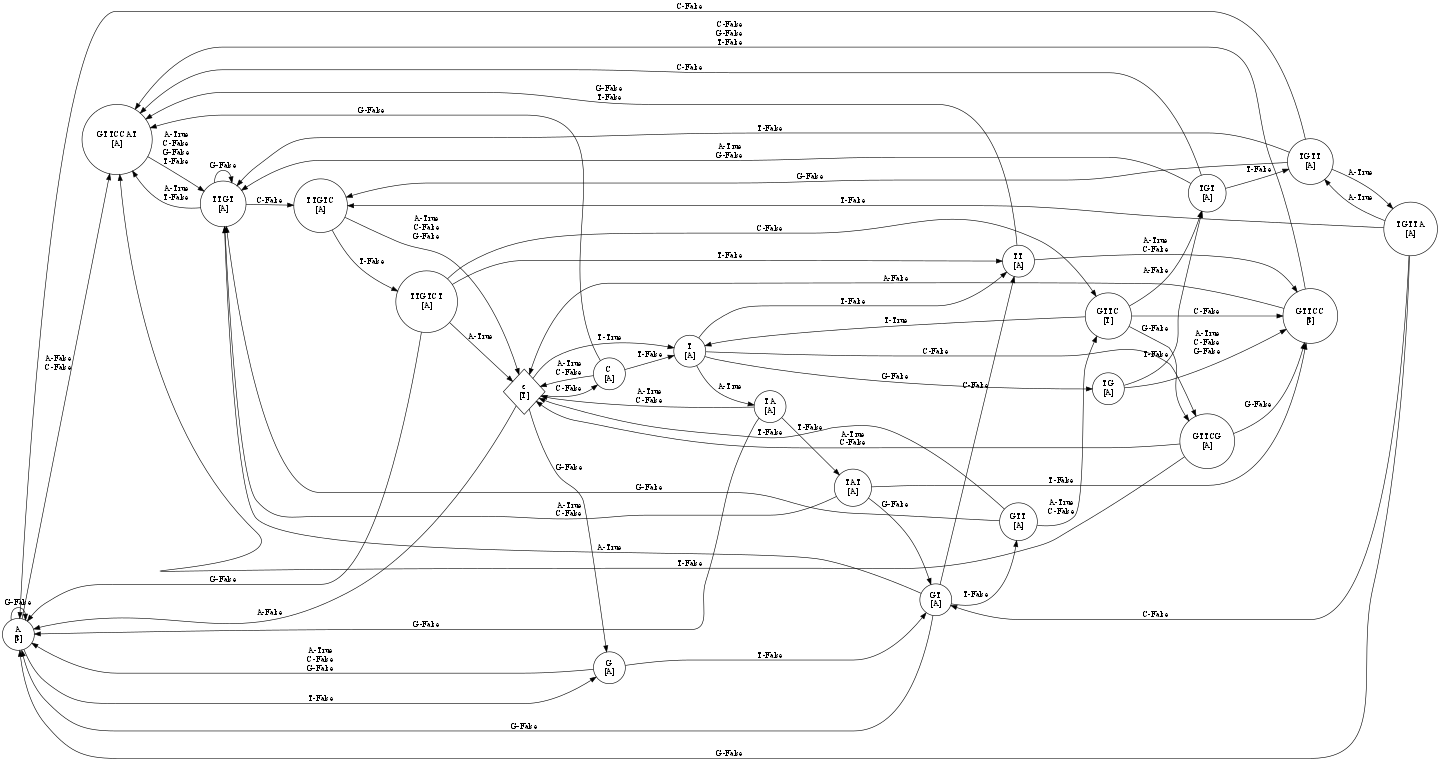 C-False
C-False
G-False
T-False
C-False
G-False
T-False
G-False
GTTCCAT
[A]
A-True
C-False
G-False
T-False
T-False
G-False
A-True
G-False
TGTT
[A]
A-True
T-False
G-False
A-True
T-False
TTGT
[A]
C-False
TTGTC
[A]
TGT
[A]
A-True
T-False
TGTTA
[A]
A-True
C-False
G-False
C-False
T-False
T-False
TT
[A]
A-True
C-False
A-False
A-False
TTGTCT
[A]
T-False
GTTC
[T]
C-False
GTTCC
[$]
T-True
G-False
A-True
T-True
T-False
T
[A]
C-False
T-False
A-True
C-False
G-False
A-False
C-False
A-True
C-False
C
[A]
G-False
C-False
TG
[A]
ε
[T]
C-False
A-True
A-True
C-False
TA
[A]
G-False
T-False
T-False
A-True
C-False
GTTCG
[A]
G-False
TAT
[A]
T-False
G-False
G-False
A-True
C-False
A-True
C-False
GTT
[A]
A-True
T-False
G-False
GT
[A]
T-False
G-False
A-False
C-False
A
[$]
G-False
A-True
C-False
G-False
G
[A]
T-False
T-False
G-False
G-False